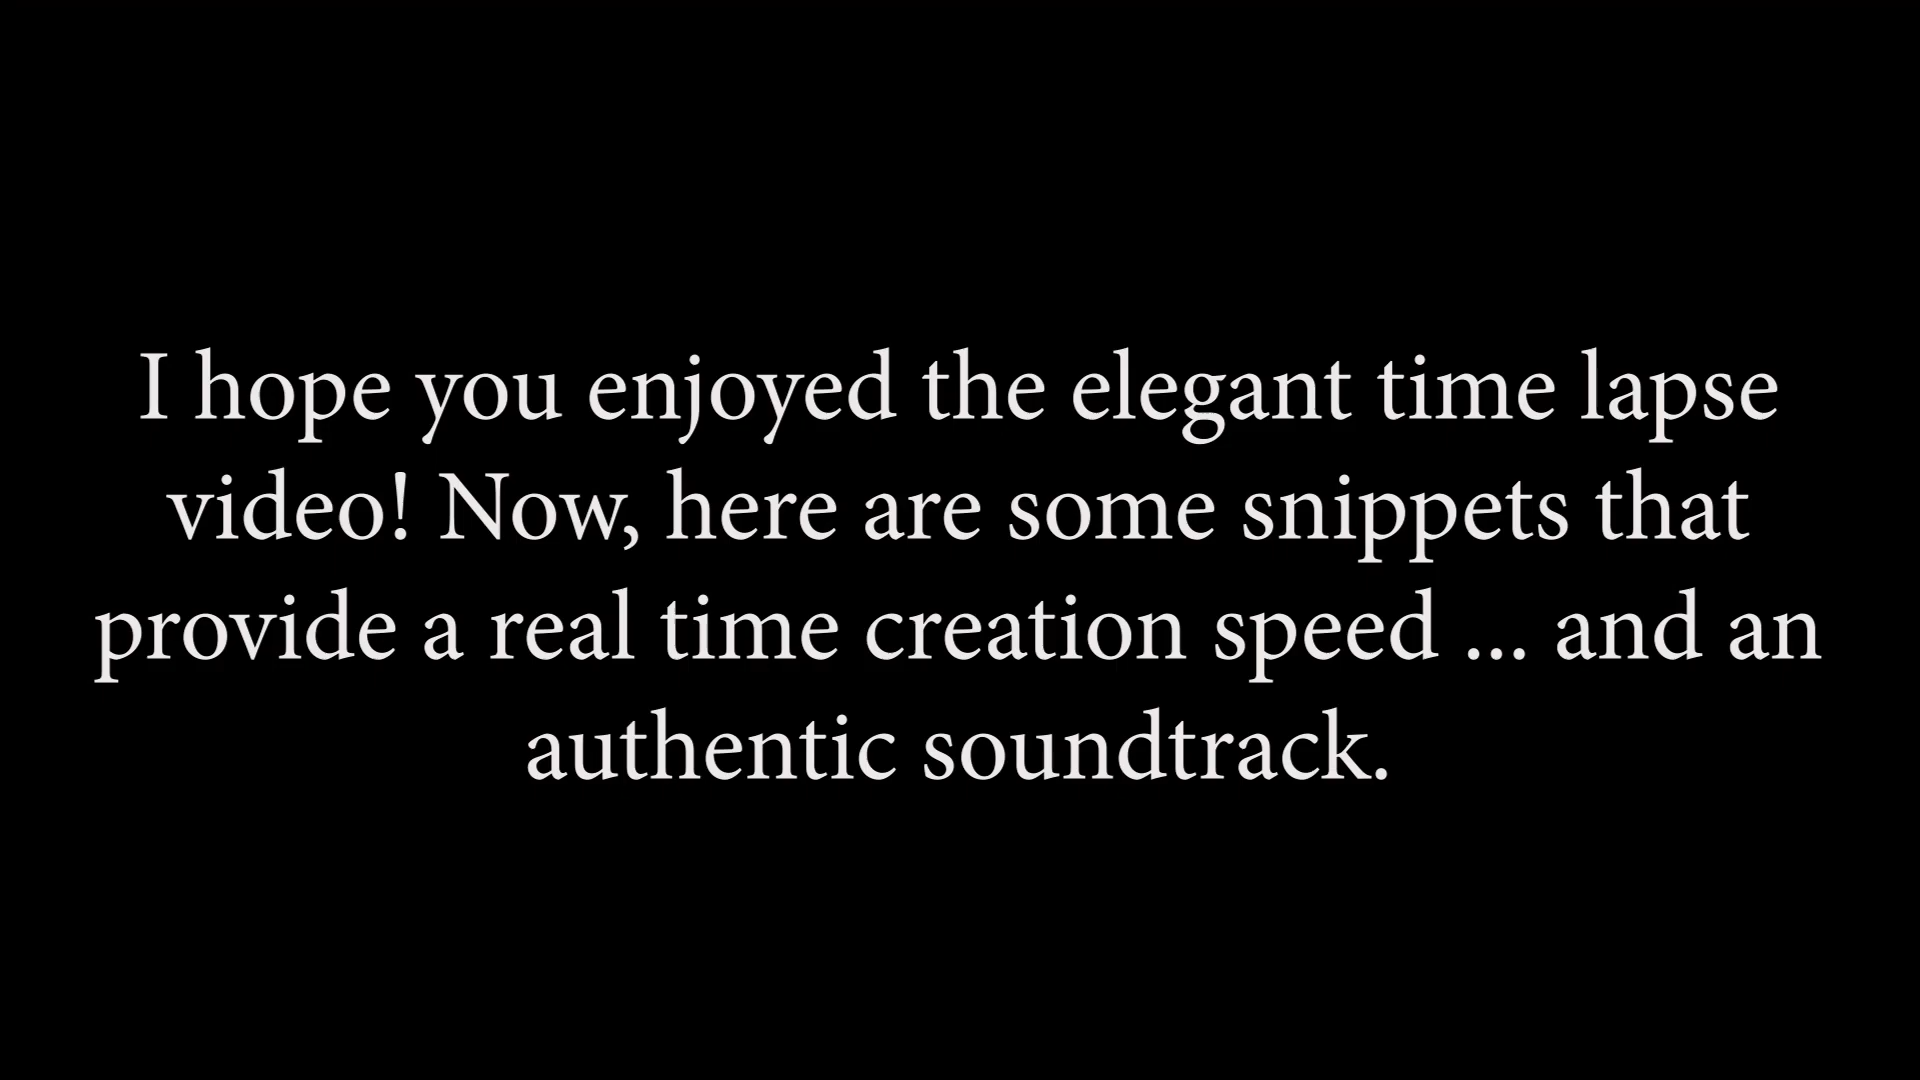 I hope you enjoyed the elegant time lapse
video! Now, here are some snippets that
provide a real time creation speed ... and an
authentic soundtrack.